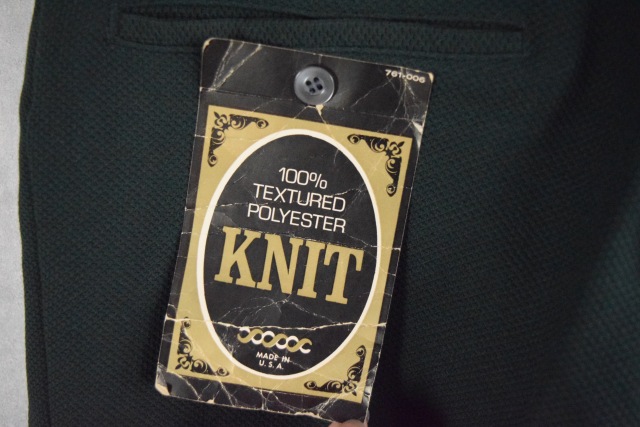 761-006
100%
TEXTURED
POLYESTER
KNIT
MADE IN
U.S.A.